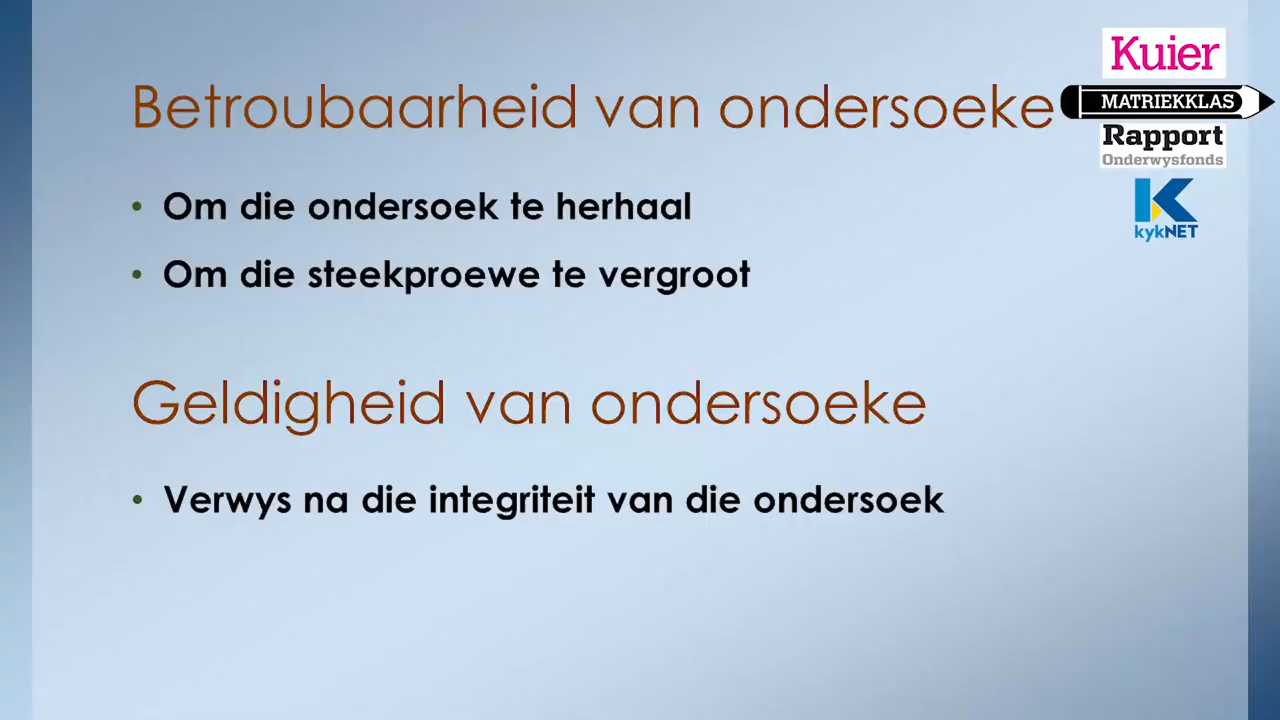 Kuier
MATRIEKKLAS
Rapport
Onderwysfonds
kykNET
Betroubaarheid van ondersoeke
• Om die ondersoek te herhaal
• Om die steekproewe te vergroot
Geldigheid van ondersoeke
• Verwys na die integriteit van die ondersoek